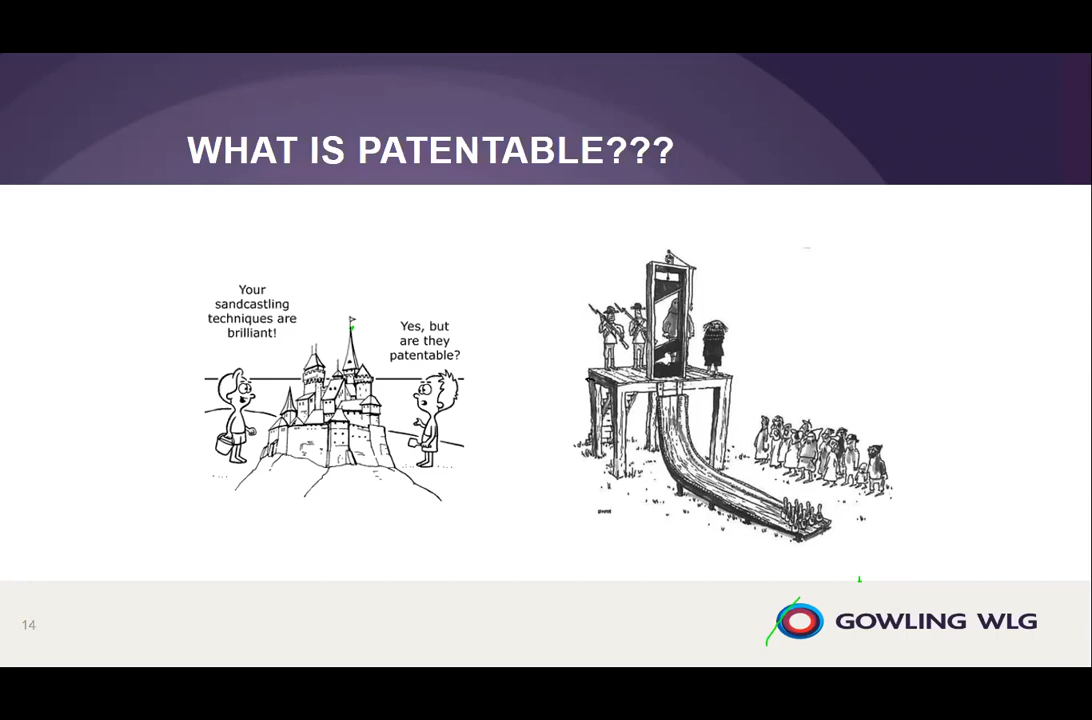 WHAT IS PATENTABLE???
Your
sandcastling
techniques are
brilliant!
Yes, but
are they
patentable?
14
GOWLING WLG